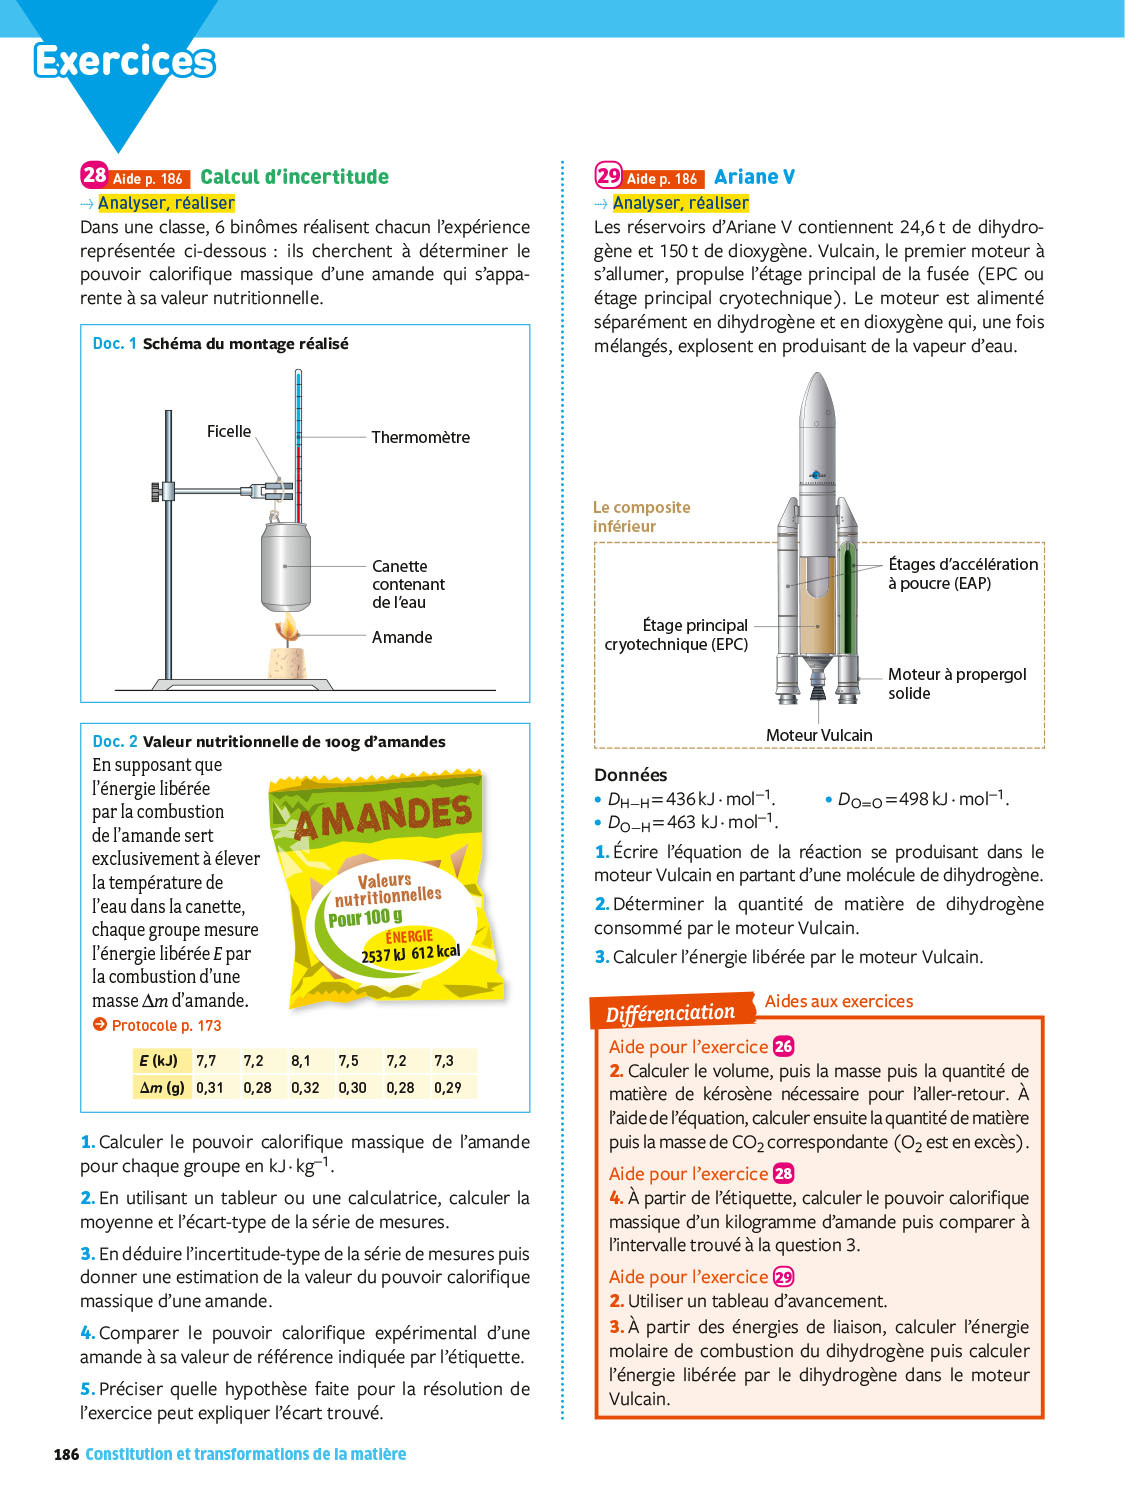 Exercices
28 Aide p. 186 Calcul d'incertitude
→ Analyser, réaliser
Dans une classe, 6 binômes réalisent chacun l'expérience
représentée ci-dessous : ils cherchent à déterminer le
pouvoir calorifique massique d'une amande qui s'appa-
rente à sa valeur nutritionnelle.
Doc. 1 Schéma du montage réalisé
Ficelle
Thermomètre
Canette
contenant
de l'eau
Amande
Doc. 2 Valeur nutritionnelle de 100g d'amandes
En supposant que
l'énergie libérée
par la combustion
de l'amande sert
exclusivement à élever
la température de
l'eau dans la canette,
chaque groupe mesure
l'énergie libérée E par
la combustion d'une
masse Δm d'amande.
→ Protocole p. 173
AMANDES
Valeurs
nutritionnelles
Pour 100 g
ÉNERGIE
2537 kJ 612 kcal
E (kJ) 7,7 7,2 8,1 7,5 7,2 7,3
Δm (g) 0,31 0,28 0,32 0,30 0,28 0,29
1. Calculer le pouvoir calorifique massique de l'amande
pour chaque groupe en kJ · kg⁻¹.
2. En utilisant un tableur ou une calculatrice, calculer la
moyenne et l'écart-type de la série de mesures.
3. En déduire l'incertitude-type de la série de mesures puis
donner une estimation de la valeur du pouvoir calorifique
massique d'une amande.
4. Comparer le pouvoir calorifique expérimental d'une
amande à sa valeur de référence indiquée par l'étiquette.
5. Préciser quelle hypothèse faite pour la résolution de
l'exercice peut expliquer l'écart trouvé.
29 Aide p. 186 Ariane V
→ Analyser, réaliser
Les réservoirs d'Ariane V contiennent 24,6 t de dihydro-
gène et 150 t de dioxygène. Vulcain, le premier moteur à
s'allumer, propulse l'étage principal de la fusée (EPC ou
étage principal cryotechnique). Le moteur est alimenté
séparément en dihydrogène et en dioxygène qui, une fois
mélangés, explosent en produisant de la vapeur d'eau.
Le composite
inférieur
Étages d'accélération
à poucre (EAP)
Étage principal
cryotechnique (EPC)
Moteur à propergol
solide
Moteur Vulcain
Données
• D_H–H = 436 kJ · mol⁻¹. • D_O=O = 498 kJ · mol⁻¹.
• D_O–H = 463 kJ · mol⁻¹.
1. Écrire l'équation de la réaction se produisant dans le
moteur Vulcain en partant d'une molécule de dihydrogène.
2. Déterminer la quantité de matière de dihydrogène
consommé par le moteur Vulcain.
3. Calculer l'énergie libérée par le moteur Vulcain.
Différenciation Aides aux exercices
Aide pour l'exercice 26
2. Calculer le volume, puis la masse puis la quantité de
matière de kérosène nécessaire pour l'aller-retour. À
l'aide de l'équation, calculer ensuite la quantité de matière
puis la masse de CO₂ correspondante (O₂ est en excès).
Aide pour l'exercice 28
4. À partir de l'étiquette, calculer le pouvoir calorifique
massique d'un kilogramme d'amande puis comparer à
l'intervalle trouvé à la question 3.
Aide pour l'exercice 29
2. Utiliser un tableau d'avancement.
3. À partir des énergies de liaison, calculer l'énergie
molaire de combustion du dihydrogène puis calculer
l'énergie libérée par le dihydrogène dans le moteur
Vulcain.
186 Constitution et transformations de la matière